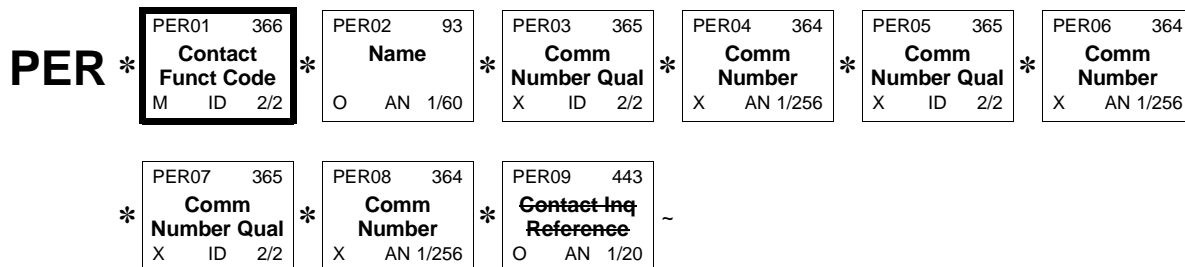 PER01 366 PER02 93 PER03 365 PER04 364 PER05 365 PER06 364
PER * Contact * Name * Comm * Comm * Comm * Comm
Funct Code Number Qual Number Number Qual Number
M ID 2/2 O AN 1/60 X ID 2/2 X AN 1/256 X ID 2/2 X AN 1/256
PER07 365 PER08 364 PER09 443
* Comm * Comm * Contact Inq ~
Number Qual Number Reference
X ID 2/2 X AN 1/256 O AN 1/20